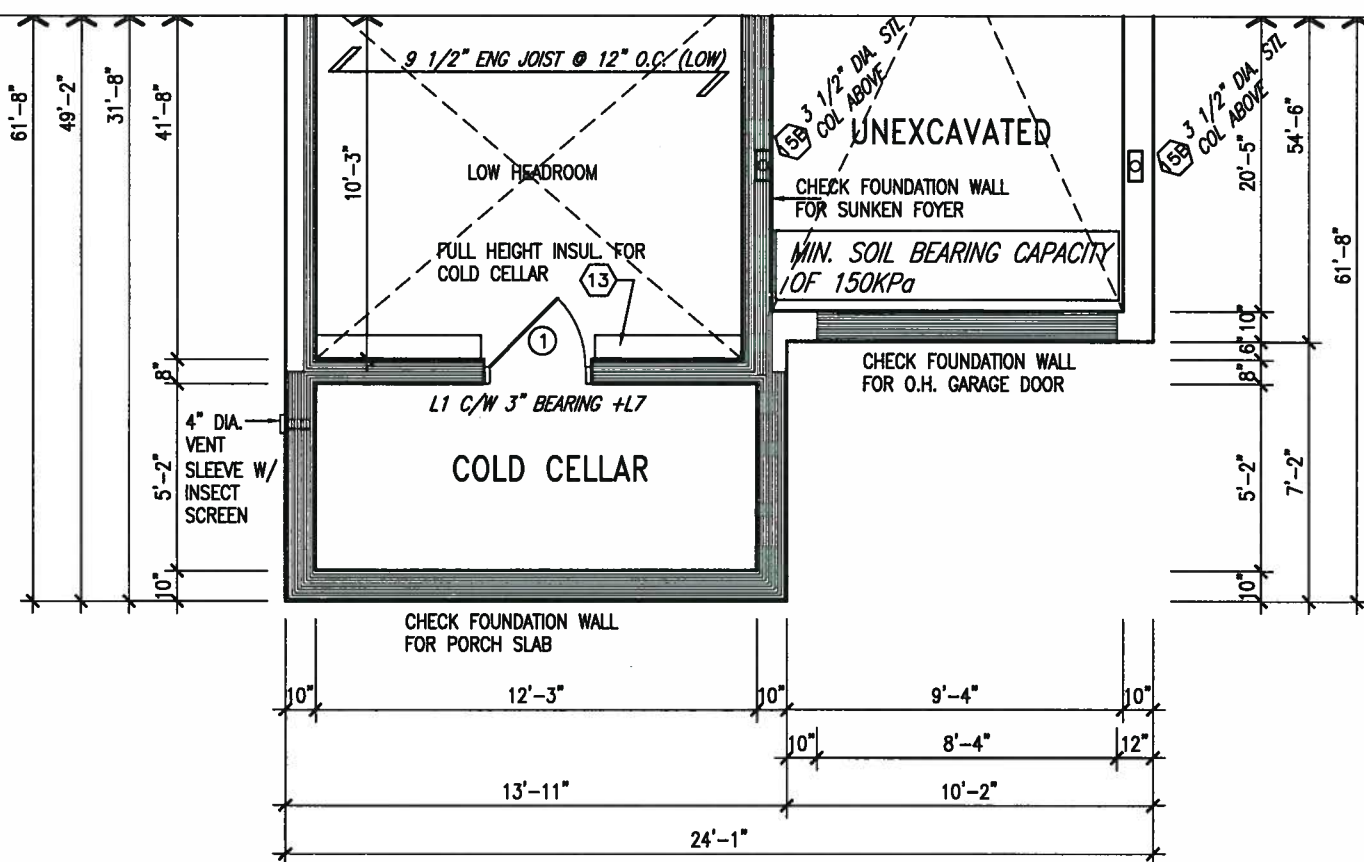 61'-8"
49'-2"
31'-8"
41'-8"
9 1/2" ENG JOIST @ 12" O.C. (LOW)
10'-3"
LOW HEADROOM
FULL HEIGHT INSUL. FOR
COLD CELLAR
13
1
15B
3 1/2" DIA. STL
COL ABOVE
UNEXCAVATED
15B
3 1/2" DIA. STL
COL ABOVE
CHECK FOUNDATION WALL
FOR SUNKEN FOYER
MIN. SOIL BEARING CAPACITY
OF 150KPa
20'-5"
54'-6"
61'-8"
10"
6"
8"
CHECK FOUNDATION WALL
FOR O.H. GARAGE DOOR
8"
L1 C/W 3" BEARING +L7
4" DIA.
VENT
SLEEVE W/
INSECT
SCREEN
5'-2"
COLD CELLAR
5'-2"
7'-2"
10"
10"
CHECK FOUNDATION WALL
FOR PORCH SLAB
10"
12'-3"
10"
9'-4"
10"
10"
8'-4"
12"
13'-11"
10'-2"
24'-1"